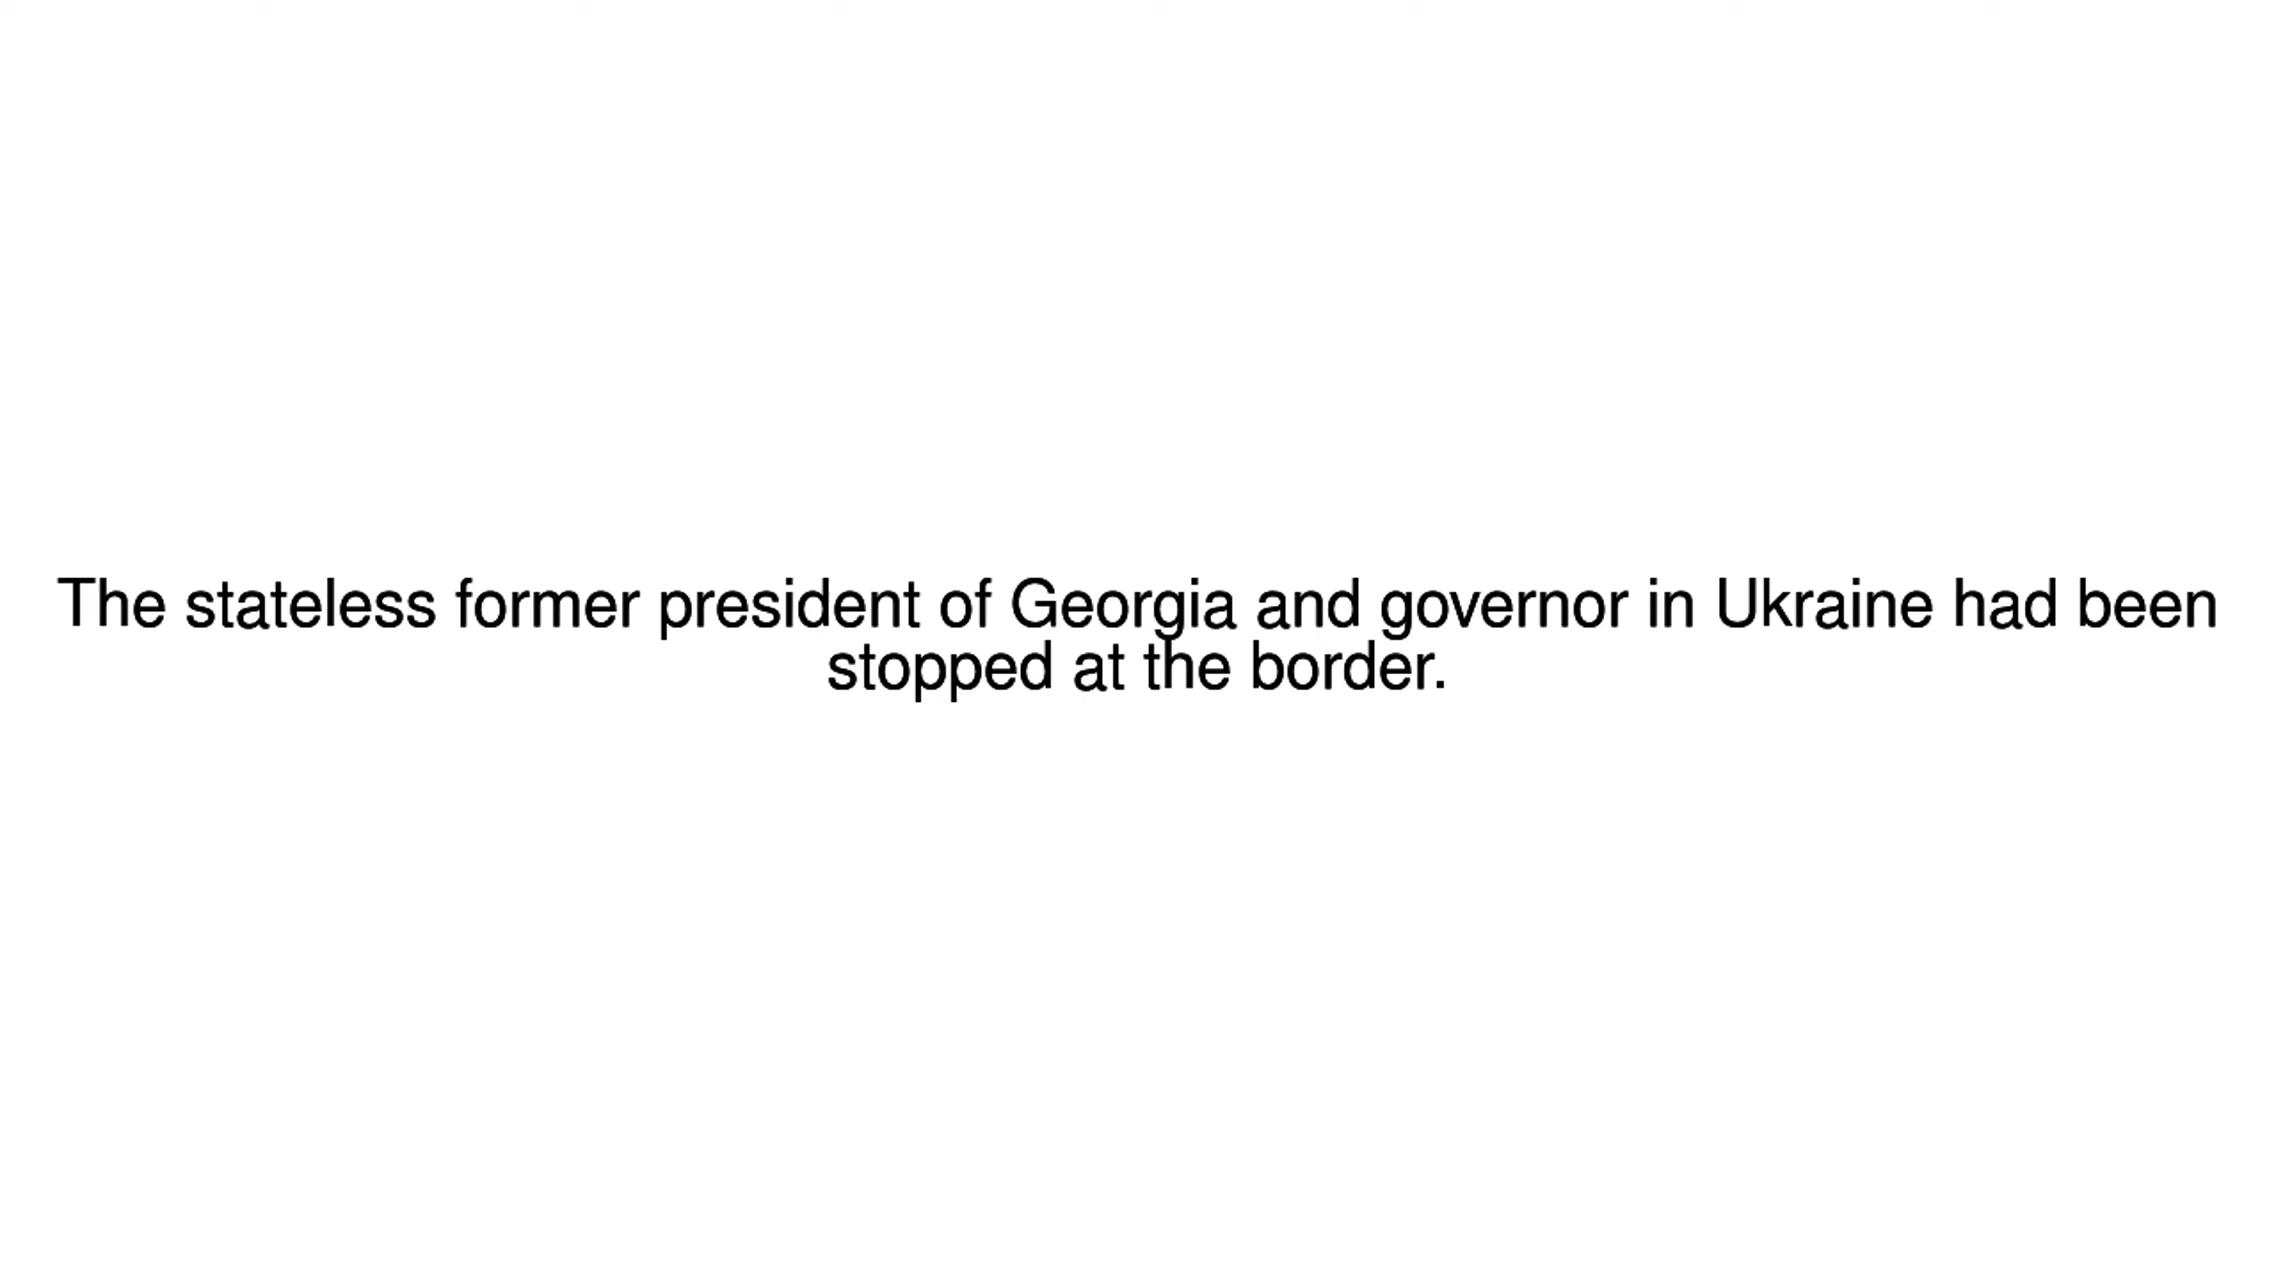 The stateless former president of Georgia and governor in Ukraine had been
stopped at the border.